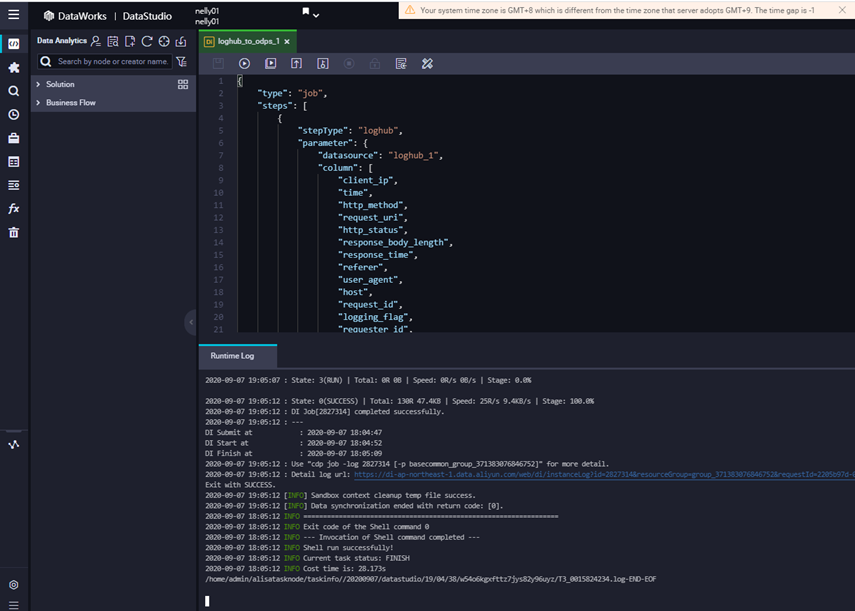 DataWorks | DataStudio
nelly01
nelly01
Your system time zone is GMT+8 which is different from the time zone that server adopts GMT+9. The time gap is -1
Data Analytics
Search by node or creator name.
Solution
Business Flow
DI loghub_to_odps_1
1 {
2 "type": "job",
3 "steps": [
4 {
5 "stepType": "loghub",
6 "parameter": {
7 "datasource": "loghub_1",
8 "column": [
9 "client_ip",
10 "time",
11 "http_method",
12 "request_uri",
13 "http_status",
14 "response_body_length",
15 "response_time",
16 "referer",
17 "user_agent",
18 "host",
19 "request_id",
20 "logging_flag",
21 "requester_id",
Runtime Log
2020-09-07 19:05:07 : State: 3(RUN) | Total: 0R 0B | Speed: 0R/s 0B/s | Stage: 0.0%
2020-09-07 19:05:12 : State: 0(SUCCESS) | Total: 130R 47.4KB | Speed: 25R/s 9.4KB/s | Stage: 100.0%
2020-09-07 19:05:12 : DI Job[2827314] completed successfully.
2020-09-07 19:05:12 : ---
DI Submit at : 2020-09-07 18:04:47
DI Start at : 2020-09-07 18:04:52
DI Finish at : 2020-09-07 18:05:09
2020-09-07 19:05:12 : Use "cdp job -log 2827314 [-p basecommon_group_371383076846752]" for more detail.
2020-09-07 19:05:12 : Detail log url: https://di-ap-northeast-1.data.aliyun.com/web/di/instanceLog?id=2827314&resourceGroup=group_371383076846752&requestId=2205b97d-
Exit with SUCCESS.
2020-09-07 19:05:12 [INFO] Sandbox context cleanup temp file success.
2020-09-07 19:05:12 [INFO] Data synchronization ended with return code: [0].
2020-09-07 18:05:12 INFO =================================================================
2020-09-07 18:05:12 INFO Exit code of the Shell command 0
2020-09-07 18:05:12 INFO --- Invocation of Shell command completed ---
2020-09-07 18:05:12 INFO Shell run successfully!
2020-09-07 18:05:12 INFO Current task status: FINISH
2020-09-07 18:05:12 INFO Cost time is: 28.173s
/home/admin/alisatasknode/taskinfo//20200907/datastudio/19/04/38/w54o6kgxfttz7jys82y96uyz/T3_0015824234.log-END-EOF